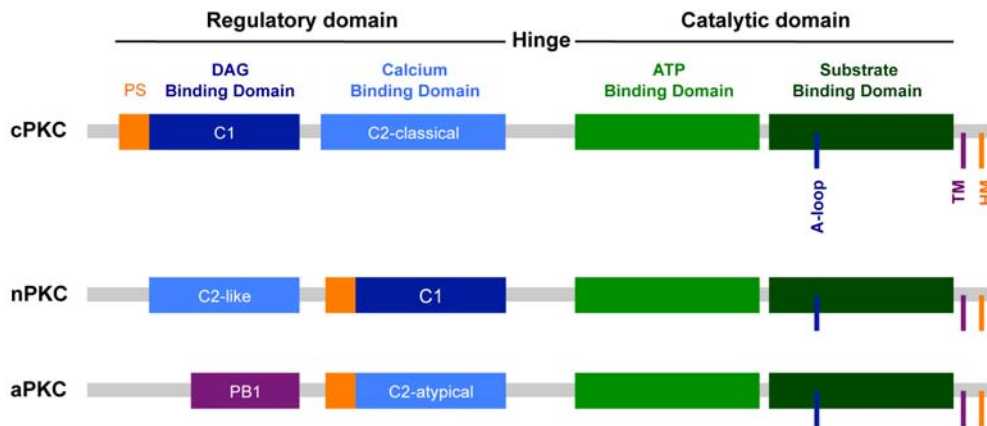 Regulatory domain
Catalytic domain
Hinge
PS
DAG
Binding Domain
Calcium
Binding Domain
ATP
Binding Domain
Substrate
Binding Domain
cPKC
C1
C2-classical
A-loop
TM
HM
nPKC
C2-like
C1
aPKC
PB1
C2-atypical